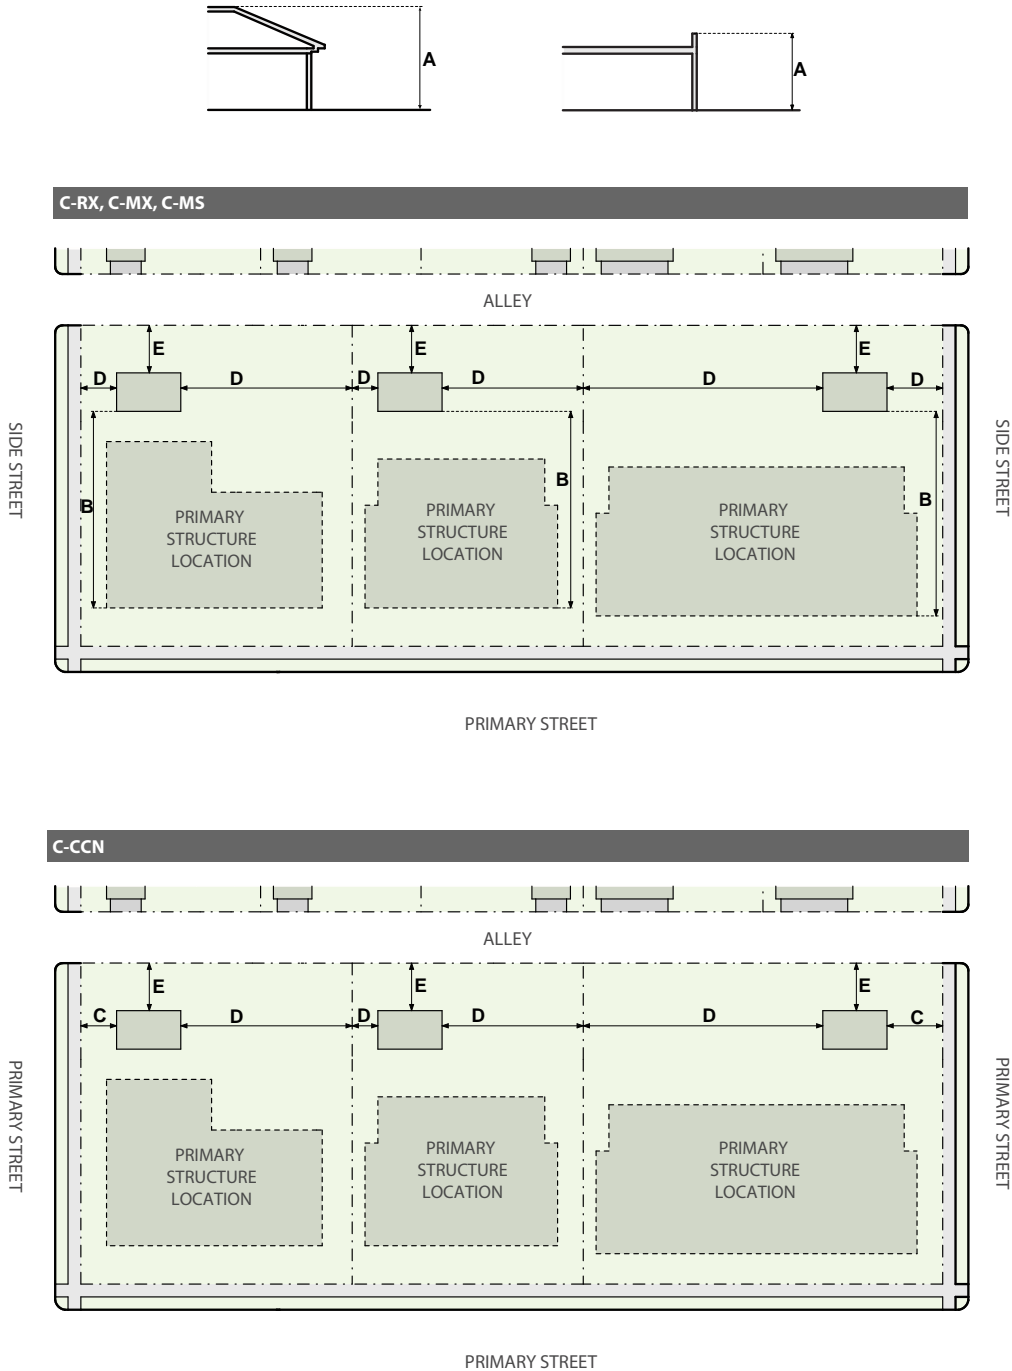 A
A
C-RX, C-MX, C-MS
ALLEY
E
E
E
D
D
D
D
D
D
SIDE STREET
SIDE STREET
B
B
B
PRIMARY
STRUCTURE
LOCATION
PRIMARY
STRUCTURE
LOCATION
PRIMARY
STRUCTURE
LOCATION
PRIMARY STREET
C-CCN
ALLEY
E
E
E
C
D
D
D
D
C
PRIMARY STREET
PRIMARY STREET
PRIMARY
STRUCTURE
LOCATION
PRIMARY
STRUCTURE
LOCATION
PRIMARY
STRUCTURE
LOCATION
PRIMARY STREET